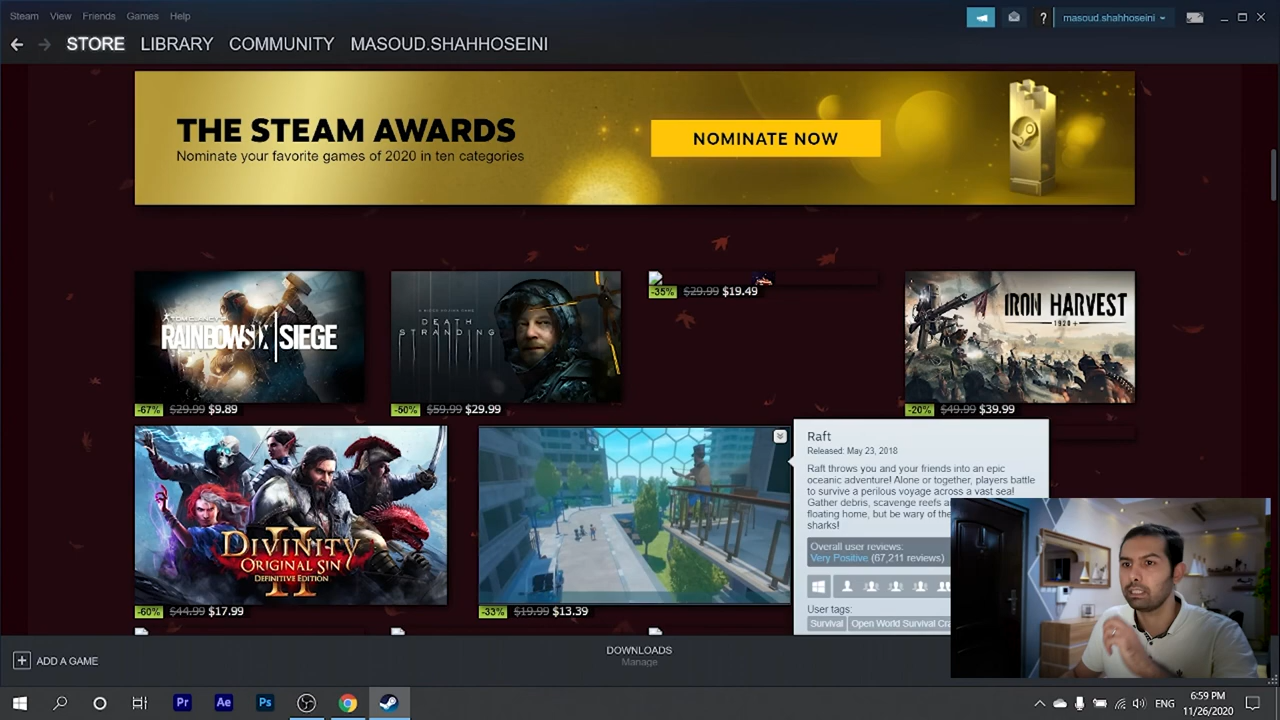 Steam View Friends Games Help
masoud.shahhoseini
STORE LIBRARY COMMUNITY MASOUD.SHAHHOSEINI
THE STEAM AWARDS
Nominate your favorite games of 2020 in ten categories
NOMINATE NOW
TOM CLANCY'S
RAINBOW SIX | SIEGE
DEATH
STRANDING
IRON HARVEST
1920+
-35% $29.99 $19.49
-67% $29.99 $9.89
-50% $59.99 $29.99
-20% $49.99 $39.99
DIVINITY
ORIGINAL SIN
II
DEFINITIVE EDITION
-60% $44.99 $17.99
-33% $19.99 $13.39
Raft
Released: May 23, 2018
Raft throws you and your friends into an epic
oceanic adventure! Alone or together, players battle
to survive a perilous voyage across a vast sea!
Gather debris, scavenge reefs
floating home, but be wary of the
sharks!
Overall user reviews:
Very Positive (67,211 reviews)
User tags:
Survival Open World Survival Cra
+ ADD A GAME
DOWNLOADS
Manage
Pr Ae Ps
ENG
6:59 PM
11/26/2020